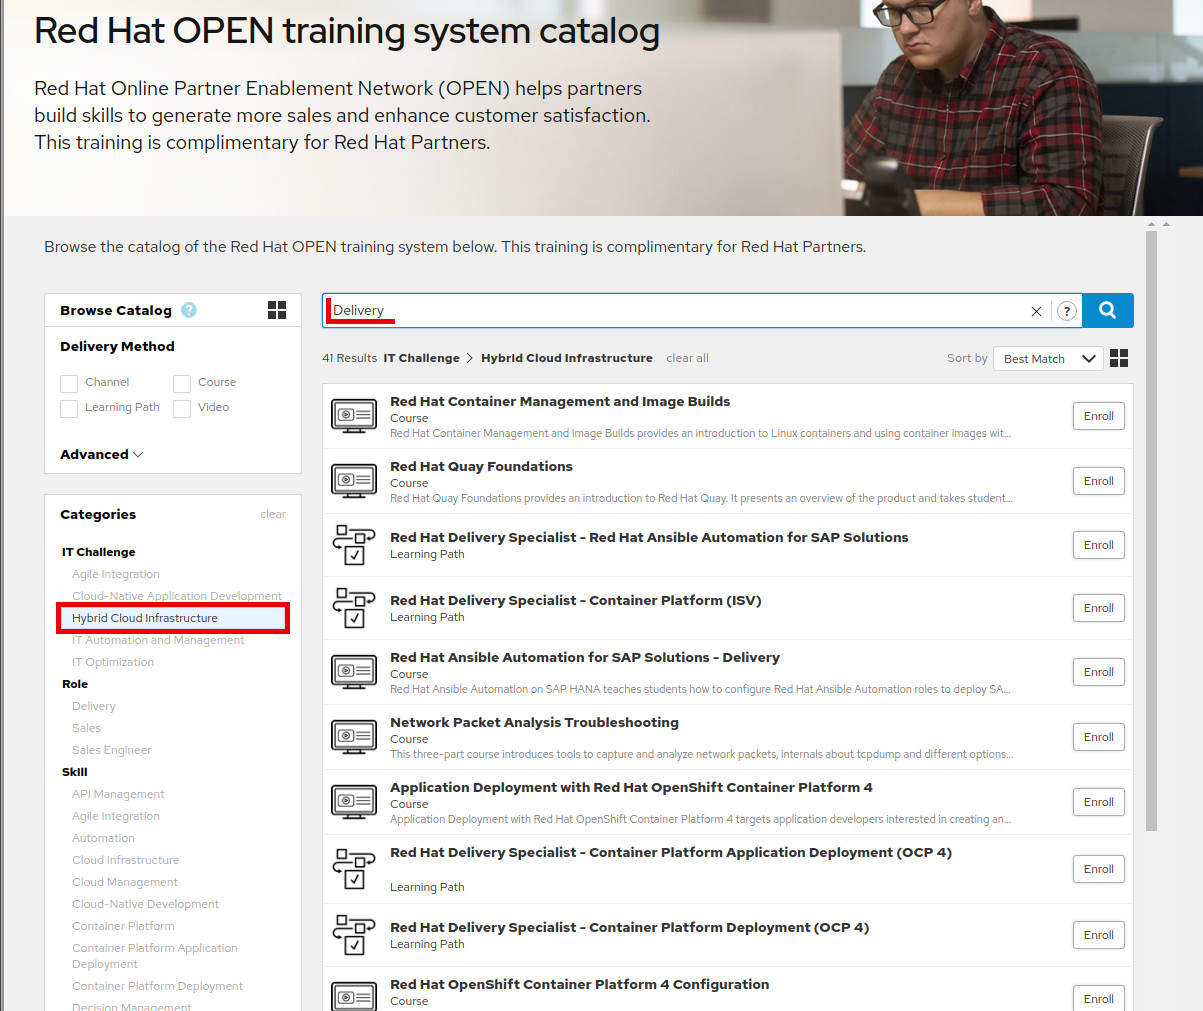 Red Hat OPEN training system catalog
Red Hat Online Partner Enablement Network (OPEN) helps partners
build skills to generate more sales and enhance customer satisfaction.
This training is complimentary for Red Hat Partners.
Browse the catalog of the Red Hat OPEN training system below. This training is complimentary for Red Hat Partners.
Browse Catalog ?
Delivery Method
Channel
Course
Learning Path
Video
Advanced
Categories
clear
IT Challenge
Agile Integration
Cloud-Native Application Development
Hybrid Cloud Infrastructure
IT Automation and Management
IT Optimization
Role
Delivery
Sales
Sales Engineer
Skill
API Management
Agile Integration
Automation
Cloud Infrastructure
Cloud Management
Cloud-Native Development
Container Platform
Container Platform Application
Deployment
Container Platform Deployment
Decision Management
Delivery
?
41 Results IT Challenge > Hybrid Cloud Infrastructure clear all
Sort by Best Match
Red Hat Container Management and Image Builds
Course
Red Hat Container Management and Image Builds provides an introduction to Linux containers and using container images wit...
Enroll
Red Hat Quay Foundations
Course
Red Hat Quay Foundations provides an introduction to Red Hat Quay. It presents an overview of the product and takes student...
Enroll
Red Hat Delivery Specialist - Red Hat Ansible Automation for SAP Solutions
Learning Path
Enroll
Red Hat Delivery Specialist - Container Platform (ISV)
Learning Path
Enroll
Red Hat Ansible Automation for SAP Solutions - Delivery
Course
Red Hat Ansible Automation on SAP HANA teaches students how to configure Red Hat Ansible Automation roles to deploy SA...
Enroll
Network Packet Analysis Troubleshooting
Course
This three-part course introduces tools to capture and analyze network packets, internals about tcpdump and different options...
Enroll
Application Deployment with Red Hat OpenShift Container Platform 4
Course
Application Deployment with Red Hat OpenShift Container Platform 4 targets application developers interested in creating an...
Enroll
Red Hat Delivery Specialist - Container Platform Application Deployment (OCP 4)
Learning Path
Enroll
Red Hat Delivery Specialist - Container Platform Deployment (OCP 4)
Learning Path
Enroll
Red Hat OpenShift Container Platform 4 Configuration
Course
Enroll